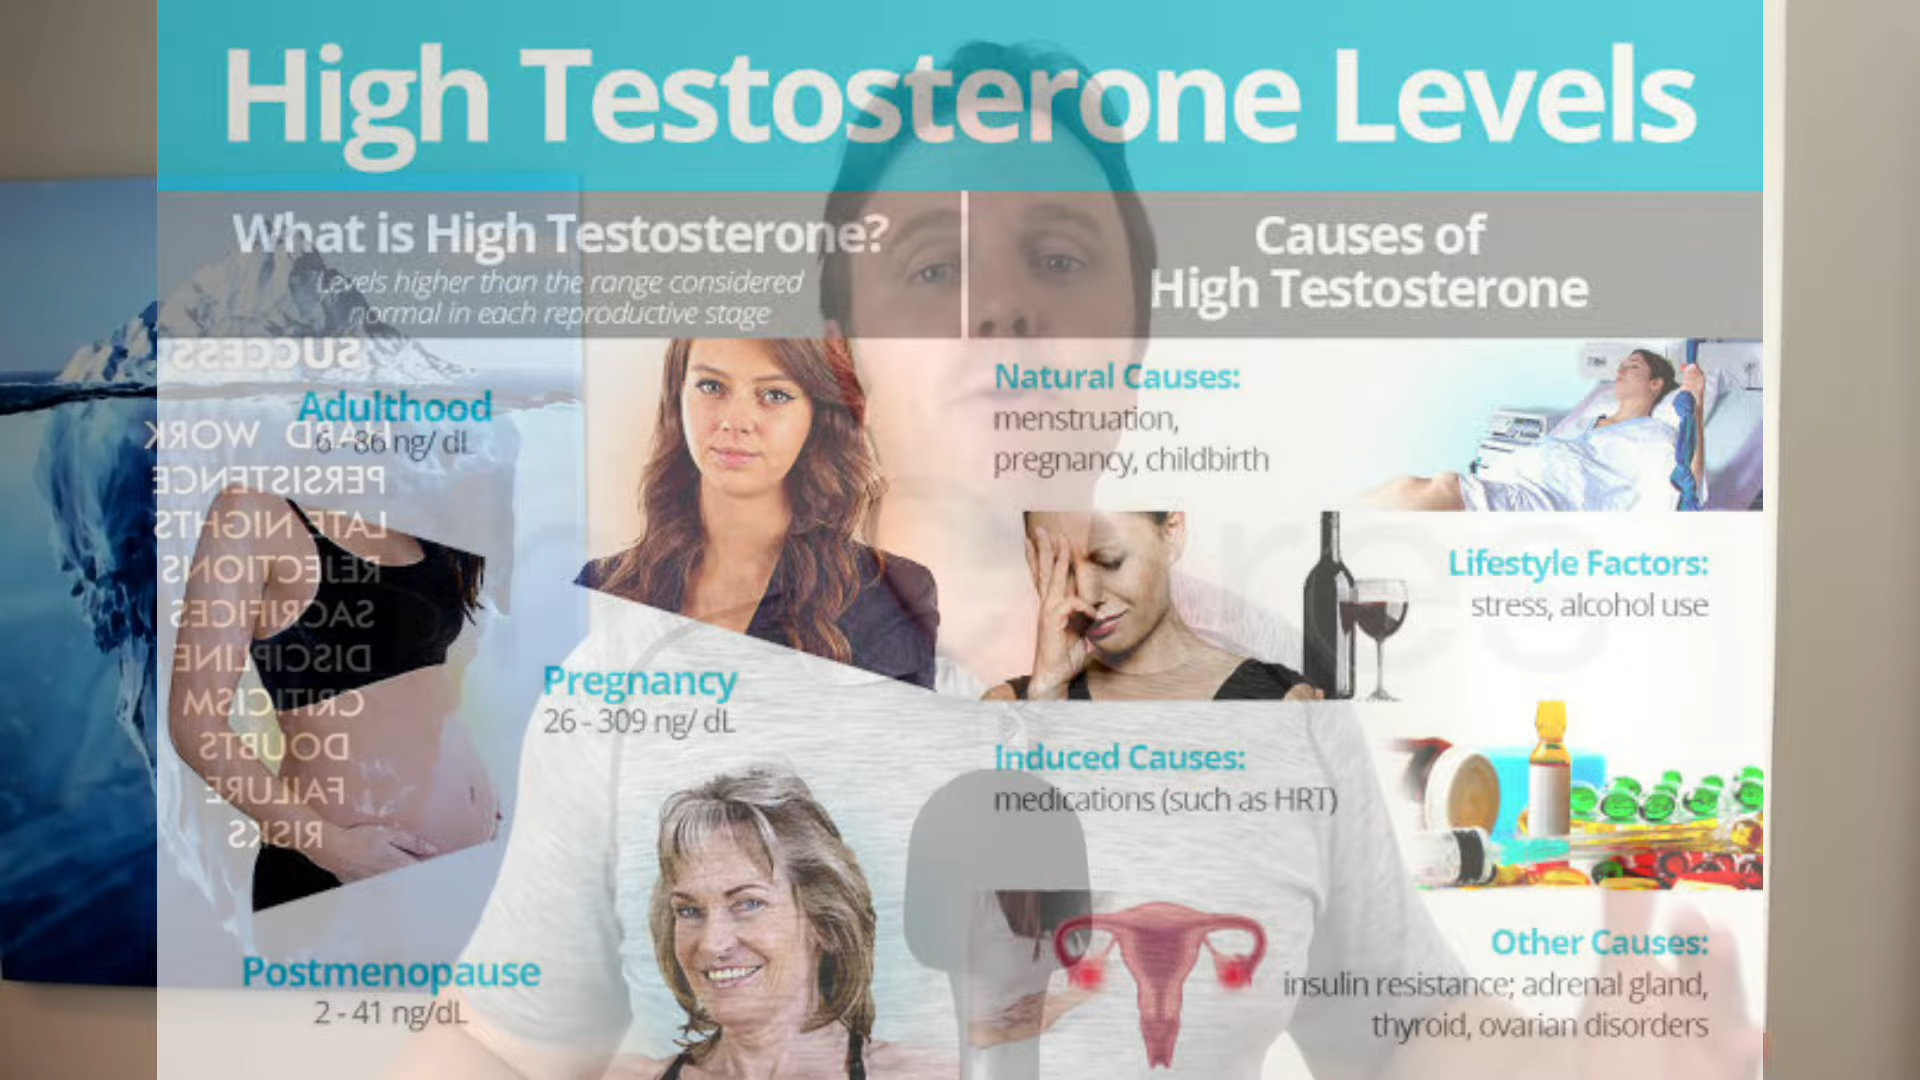 High Testosterone Levels
What is High Testosterone?
Levels higher than the range considered
normal in each reproductive stage
Causes of
High Testosterone
SUCCESS
HARD WORK
PERSISTENCE
LATE NIGHTS
REJECTIONS
SACRIFICES
DISCIPLINE
CRITICISM
DOUBTS
FAILURE
RISKS
Adulthood
6 - 86 ng/ dL
Pregnancy
26 - 309 ng/ dL
Postmenopause
2 - 41 ng/dL
Natural Causes:
menstruation,
pregnancy, childbirth
Lifestyle Factors:
stress, alcohol use
Induced Causes:
medications (such as HRT)
Other Causes:
insulin resistance; adrenal gland,
thyroid, ovarian disorders